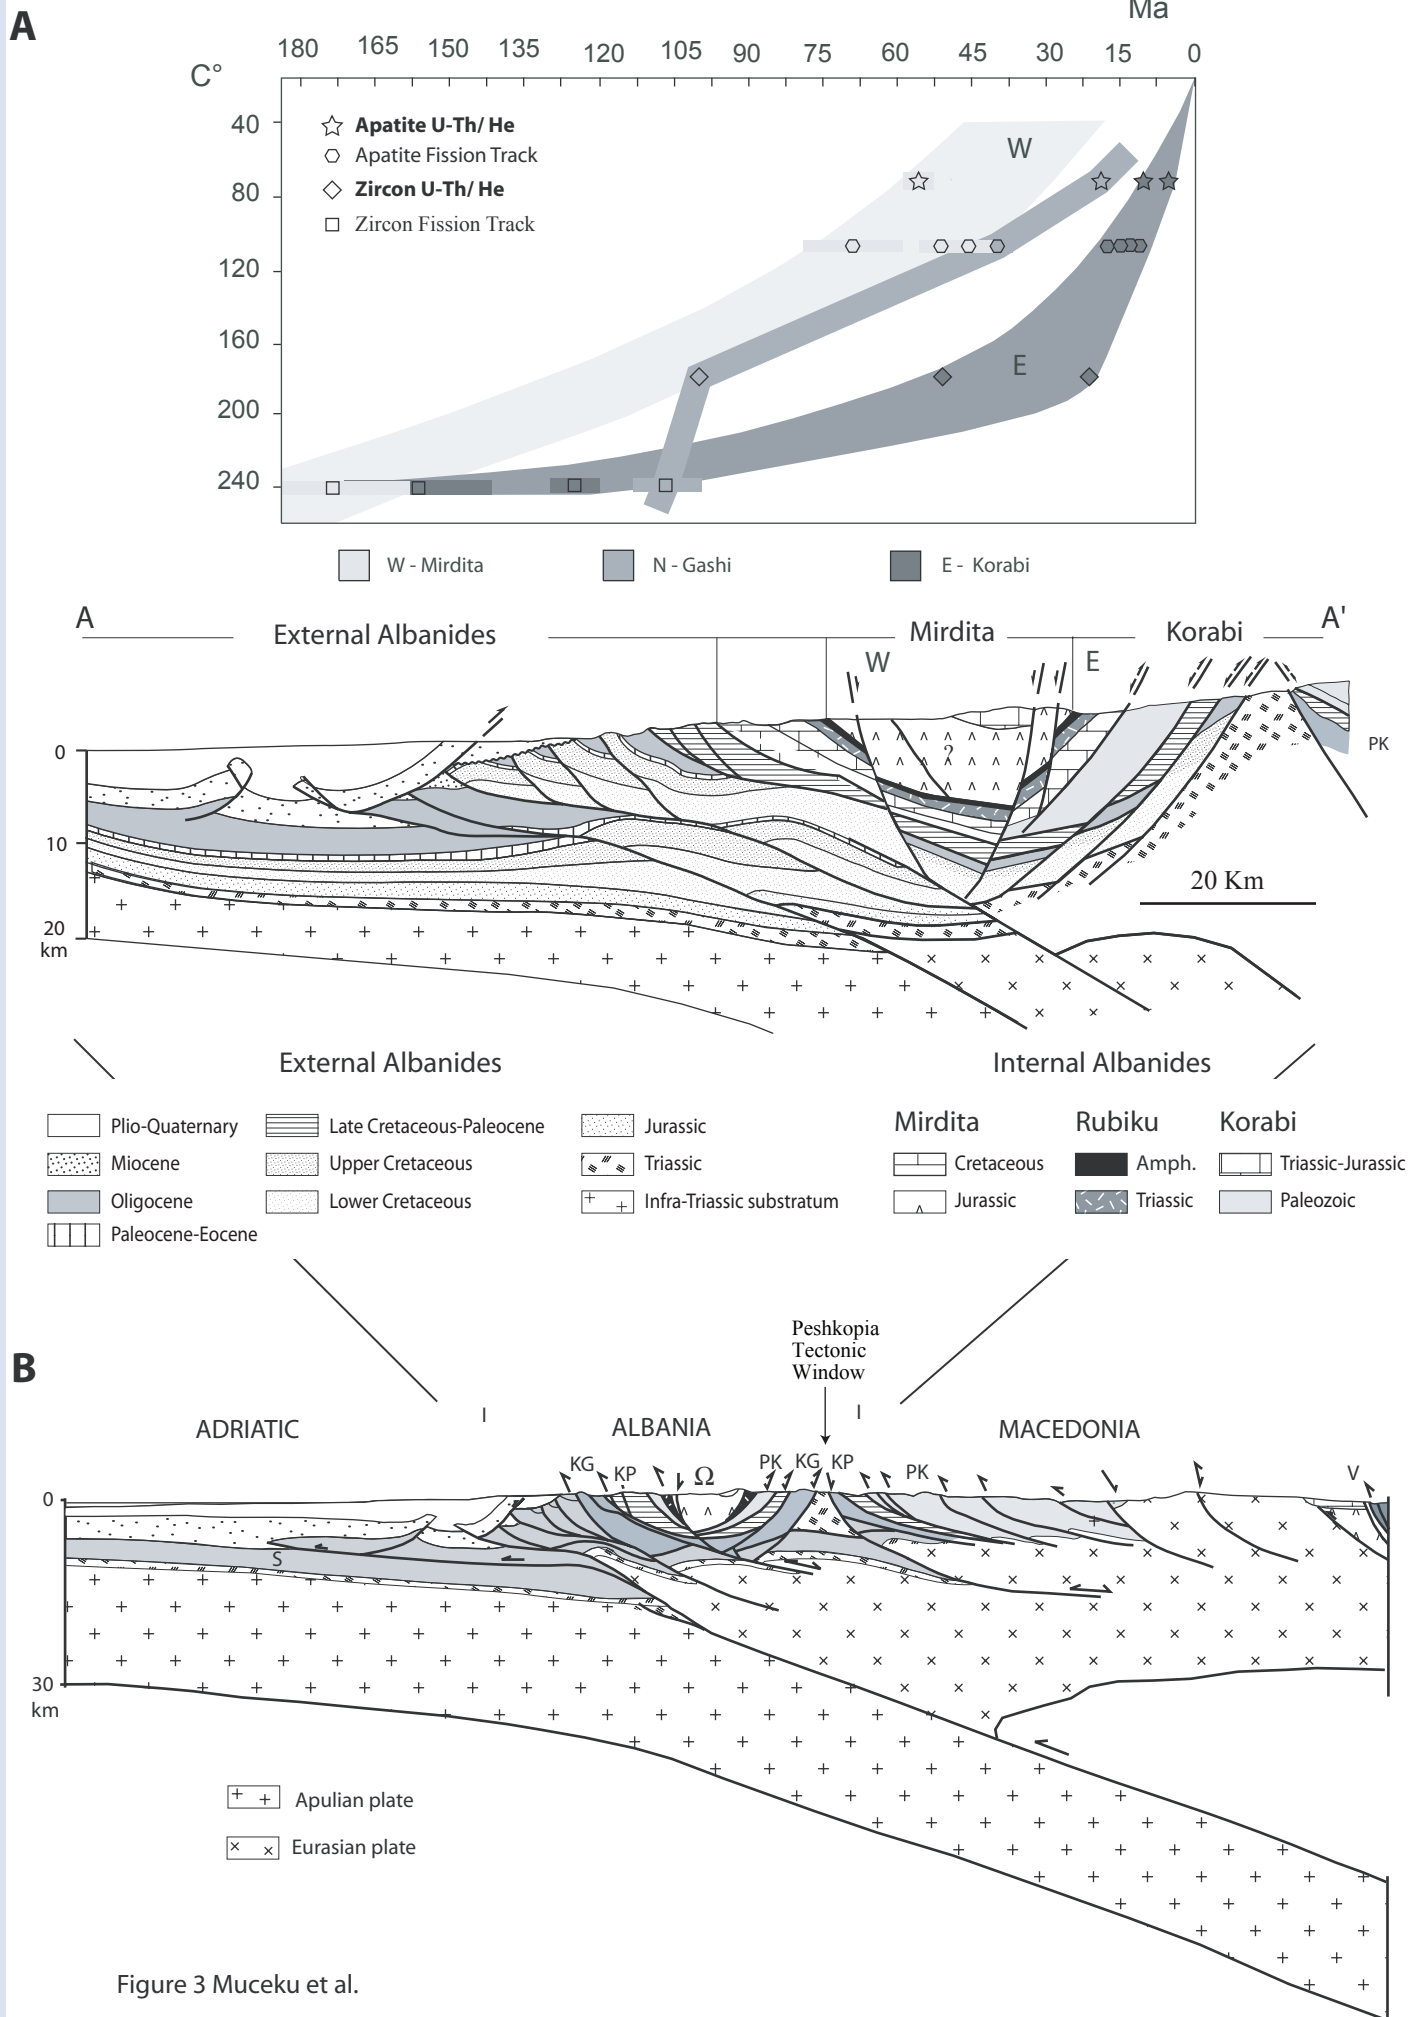 A
Ma
180 165 150 135 120 105 90 75 60 45 30 15 0
C°
40
80
120
160
200
240
Apatite U-Th/ He
Apatite Fission Track
Zircon U-Th/ He
Zircon Fission Track
W
E
W - Mirdita
N - Gashi
E - Korabi
A
A'
External Albanides
Mirdita
Korabi
W
E
?
PK
0
10
20
km
20 Km
External Albanides
Internal Albanides
Plio-Quaternary
Miocene
Oligocene
Paleocene-Eocene
Late Cretaceous-Paleocene
Upper Cretaceous
Lower Cretaceous
Jurassic
Triassic
Infra-Triassic substratum
Mirdita
Cretaceous
Jurassic
Rubiku
Amph.
Triassic
Korabi
Triassic-Jurassic
Paleozoic
B
Peshkopia
Tectonic
Window
I
I
ADRIATIC
ALBANIA
MACEDONIA
KG
KP
Ω
PK
KG
KP
PK
V
0
S
30
km
Apulian plate
Eurasian plate
Figure 3 Muceku et al.